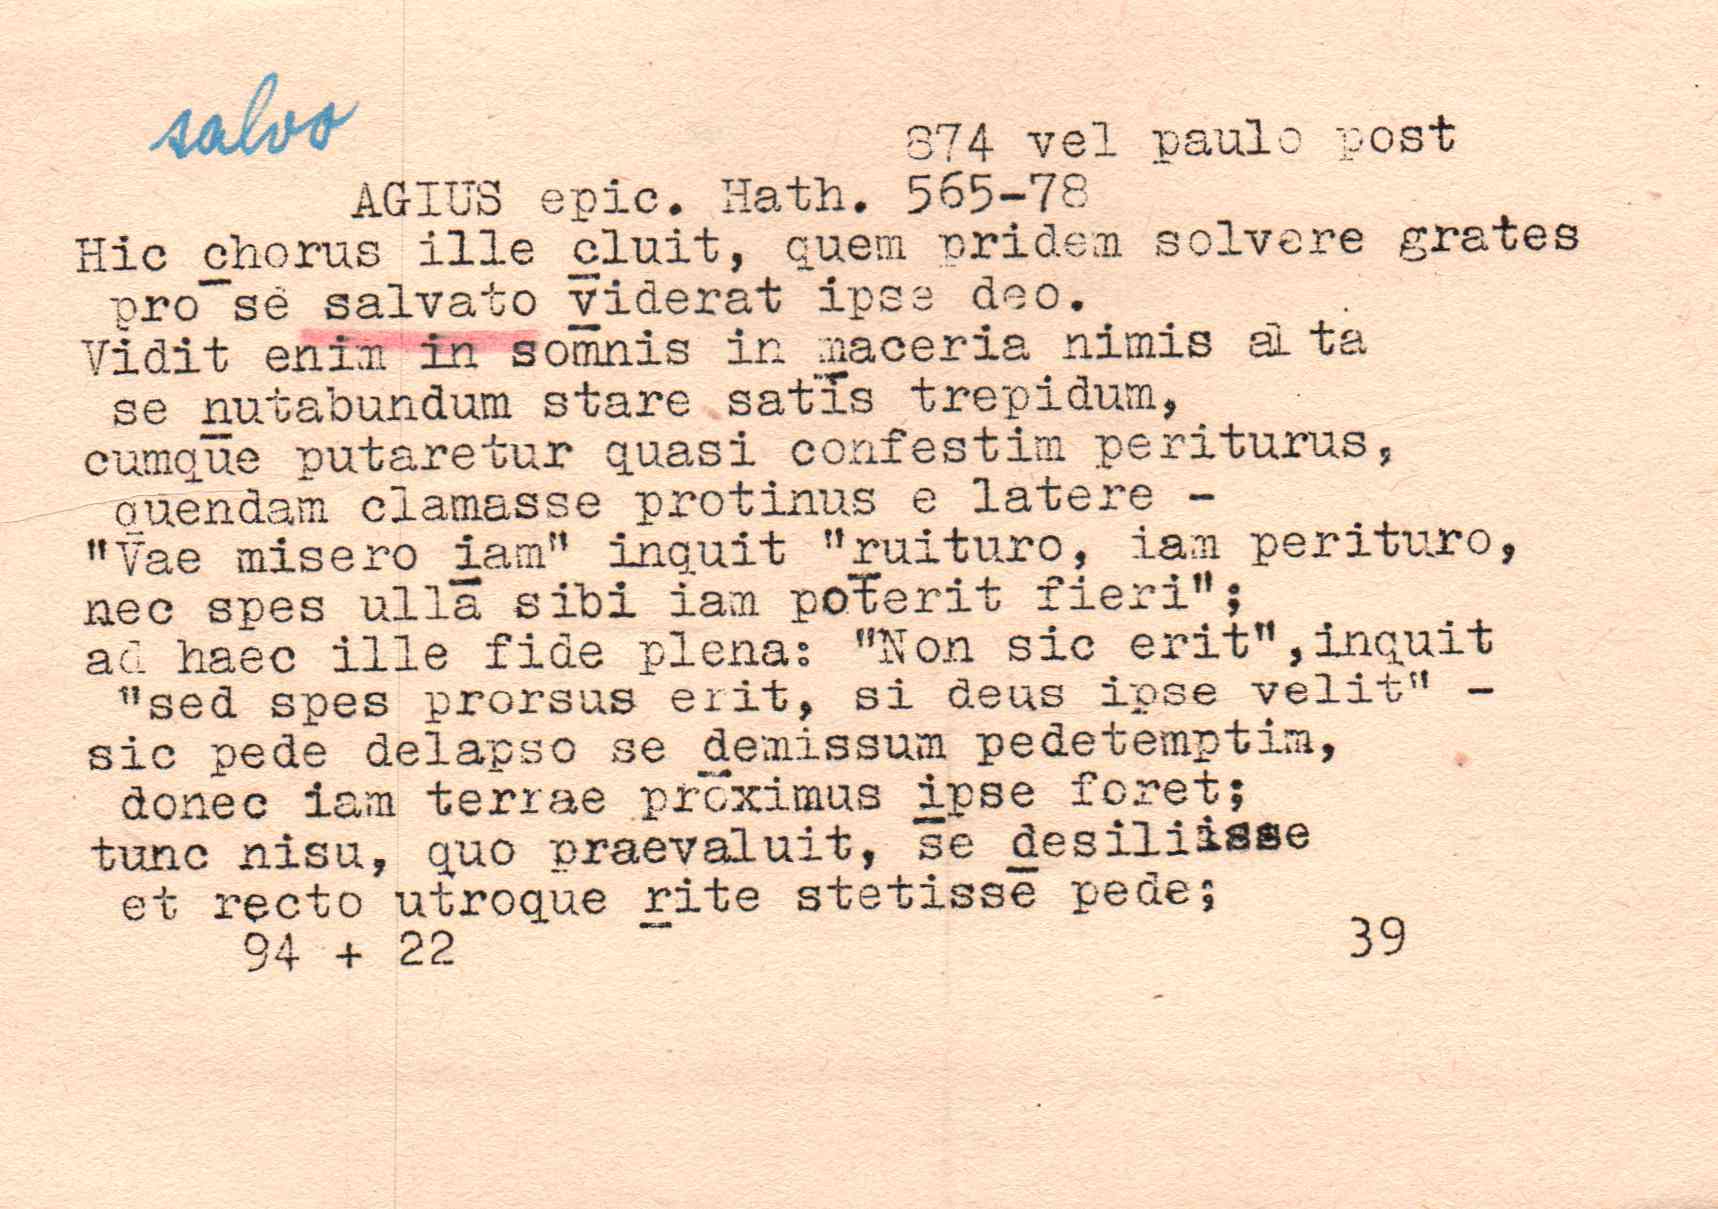 salvo
874 vel paulo post
AGIUS epic. Hath. 565-78
Hic chorus ille cluit, quem pridem solvere grates
pro se salvato viderat ipse deo.
Vidit enim in somnis in maceria nimis alta
se nutabundum stare satis trepidum,
cumque putaretur quasi confestim periturus,
quendam clamasse protinus e latere -
"Vae misero iam" inquit "ruituro, iam perituro,
nec spes ulla sibi iam poterit fieri";
ad haec ille fide plena: "Non sic erit",inquit
"sed spes prorsus erit, si deus ipse velit" -
sic pede delapso se demissum pedetemptim,
donec iam terrae proximus ipse foret;
tunc nisu, quo praevaluit, se desiliisse
et recto utroque rite stetisse pede;
94 + 22 39